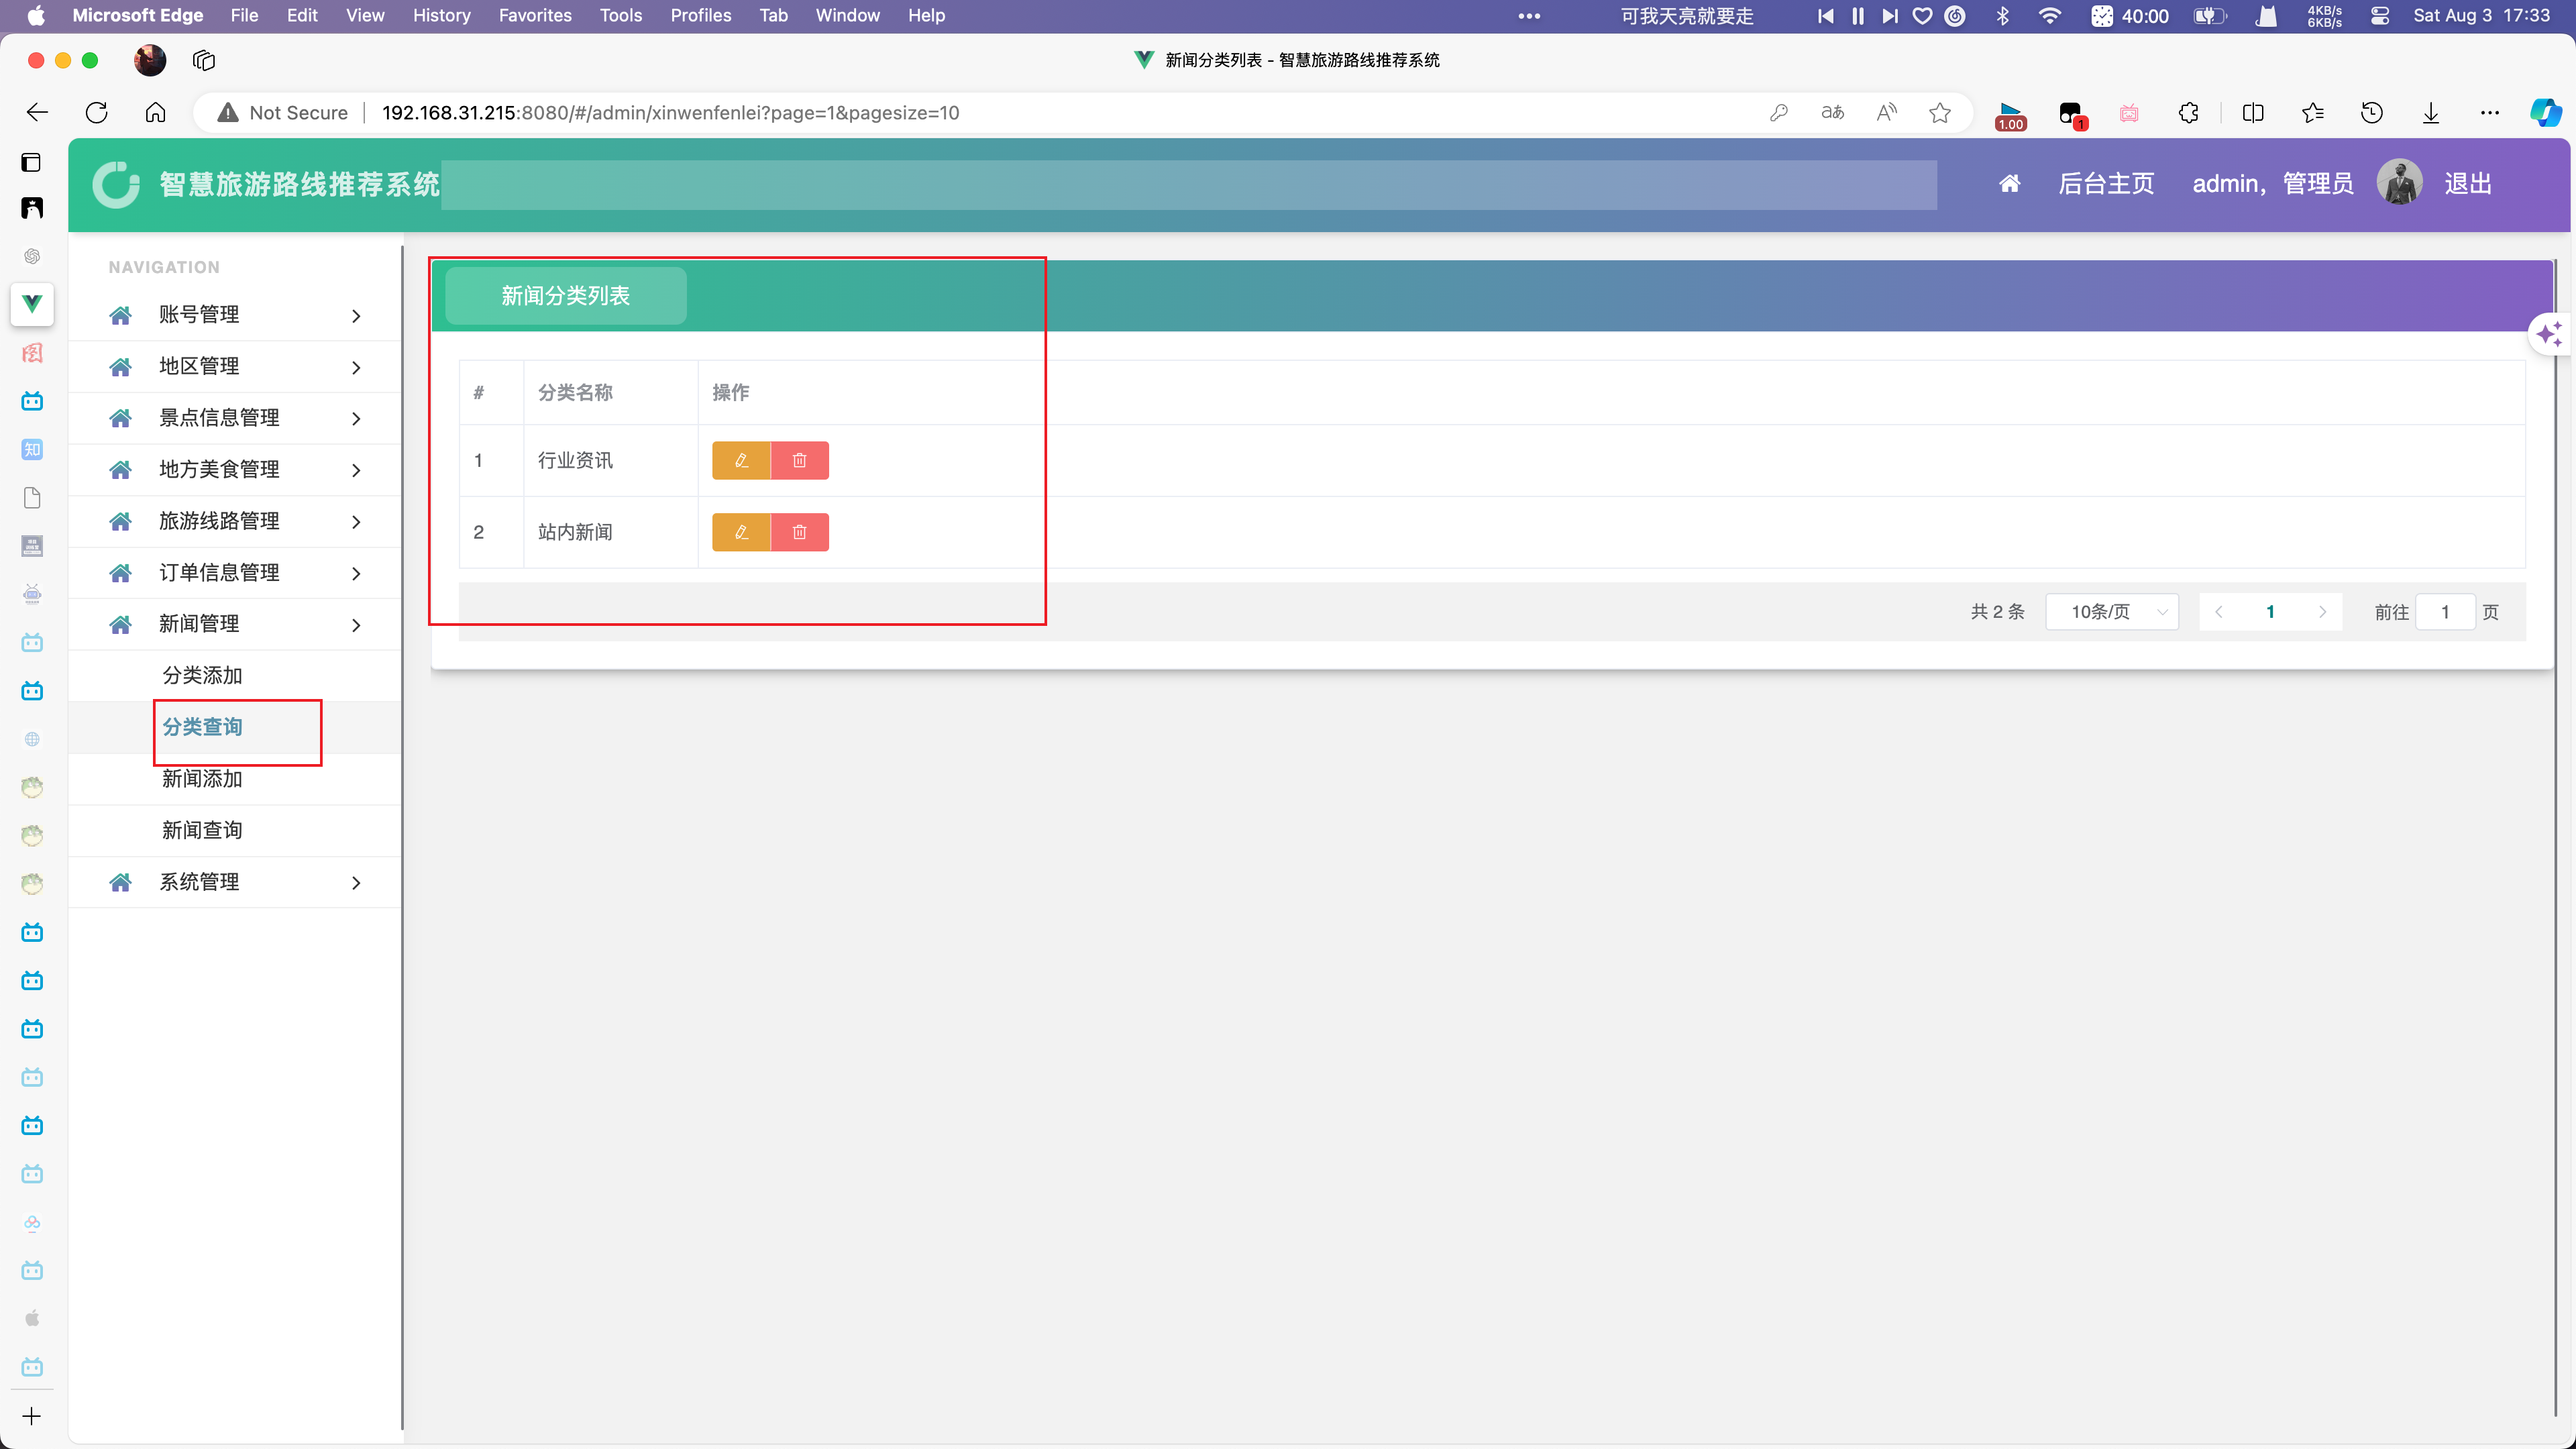 Microsoft Edge File Edit View History Favorites Tools Profiles Tab Window Help ••• 可我天亮就要走 40:00 4KB/s 6KB/s Sat Aug 3 17:33
新闻分类列表 - 智慧旅游路线推荐系统
Not Secure 192.168.31.215:8080/#/admin/xinwenfenlei?page=1&pagesize=10 aあ A 1.00 1
智慧旅游路线推荐系统 后台主页 admin，管理员 退出
NAVIGATION
账号管理
地区管理
景点信息管理
地方美食管理
旅游线路管理
订单信息管理
新闻管理
分类添加
分类查询
新闻添加
新闻查询
系统管理
新闻分类列表
# 分类名称 操作
1 行业资讯
2 站内新闻
共 2 条 10条/页 1 前往 1 页
图
知